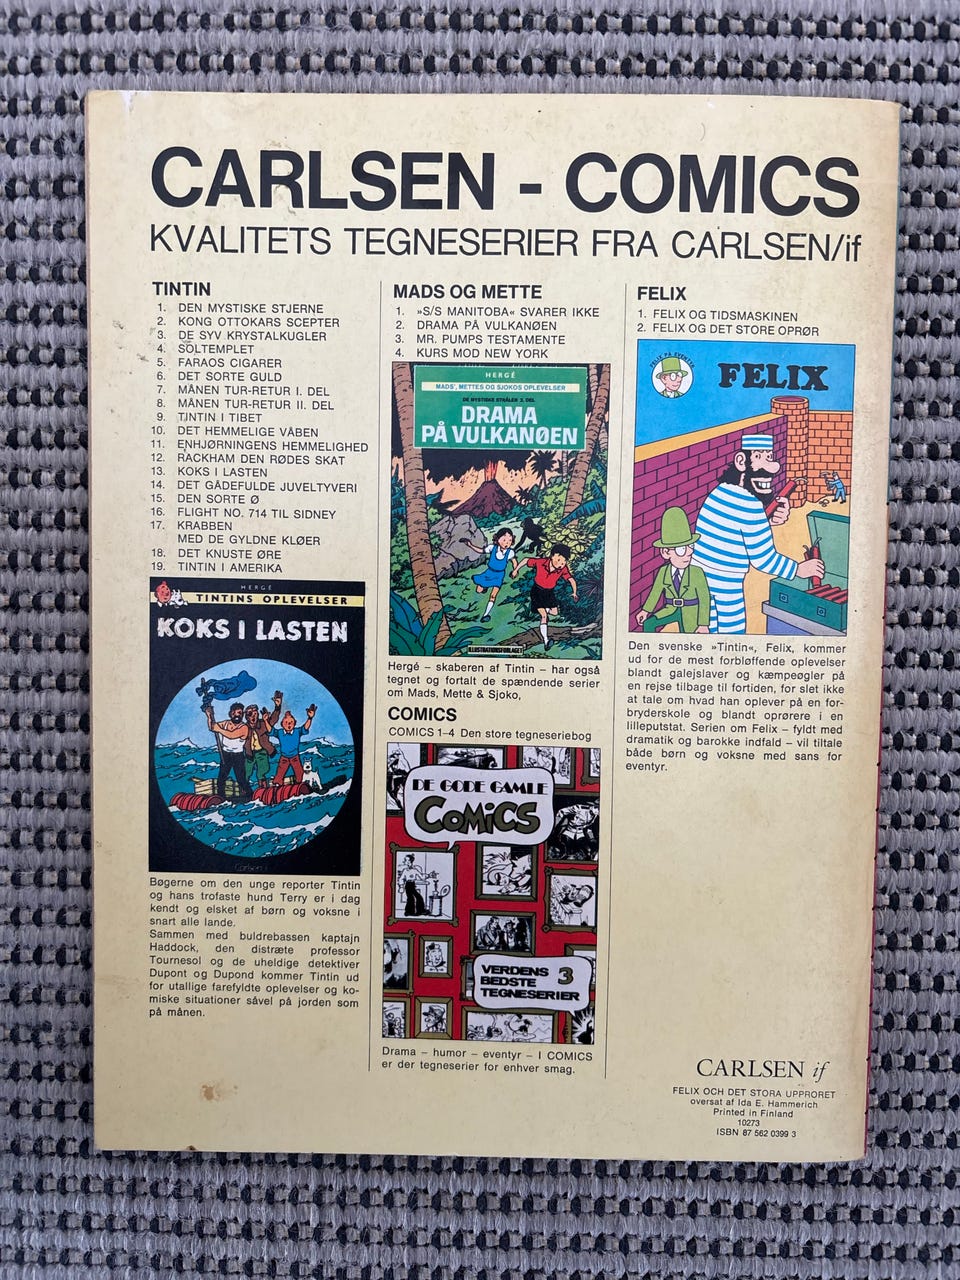 CARLSEN - COMICS
KVALITETS TEGNESERIER FRA CARLSEN/if
TINTIN
1. DEN MYSTISKE STJERNE
2. KONG OTTOKARS SCEPTER
3. DE SYV KRYSTALKUGLER
4. SOLTEMPLET
5. FARAOS CIGARER
6. DET SORTE GULD
7. MÅNEN TUR-RETUR I. DEL
8. MÅNEN TUR-RETUR II. DEL
9. TINTIN I TIBET
10. DET HEMMELIGE VÅBEN
11. ENHJØRNINGENS HEMMELIGHED
12. RACKHAM DEN RØDES SKAT
13. KOKS I LASTEN
14. DET GÅDEFULDE JUVELTYVERI
15. DEN SORTE Ø
16. FLIGHT NO. 714 TIL SIDNEY
17. KRABBEN
MED DE GYLDNE KLØER
18. DET KNUSTE ØRE
19. TINTIN I AMERIKA
HERGÉ
TINTINS OPLEVELSER
KOKS I LASTEN
Carlsen if
Bøgerne om den unge reporter Tintin
og hans trofaste hund Terry er i dag
kendt og elsket af børn og voksne i
snart alle lande.
Sammen med buldrebassen kaptajn
Haddock, den distræte professor
Tournesol og de uheldige detektiver
Dupont og Dupond kommer Tintin ud
for utallige farefyldte oplevelser og ko-
miske situationer såvel på jorden som
på månen.
MADS OG METTE
1. »S/S MANITOBA« SVARER IKKE
2. DRAMA PÅ VULKANØEN
3. MR. PUMPS TESTAMENTE
4. KURS MOD NEW YORK
HERGÉ
MADS', METTES OG SJOKOS OPLEVELSER
DE MYSTISKE STRÅLER 2. DEL
DRAMA
PÅ VULKANØEN
ILLUSTRATIONSFORLAGET
Hergé – skaberen af Tintin – har også
tegnet og fortalt de spændende serier
om Mads, Mette & Sjoko,
COMICS
COMICS 1–4 Den store tegneseriebog
DE GODE GAMLE
COMICS
VERDENS
BEDSTE 3
TEGNESERIER
Drama – humor – eventyr – I COMICS
er der tegneserier for enhver smag.
FELIX
1. FELIX OG TIDSMASKINEN
2. FELIX OG DET STORE OPRØR
FELIX PÅ EVENTYR
FELIX
Den svenske »Tintin«, Felix, kommer
ud for de mest forbløffende oplevelser
blandt galejslaver og kæmpeøgler på
en rejse tilbage til fortiden, for slet ikke
at tale om hvad han oplever på en for-
bryderskole og blandt oprørere i en
lilleputstat. Serien om Felix – fyldt med
dramatik og barokke indfald – vil tiltale
både børn og voksne med sans for
eventyr.
CARLSEN if
FELIX OCH DET STORA UPPRORET
oversat af Ida E. Hammerich
Printed in Finland
10273
ISBN 87 562 0399 3